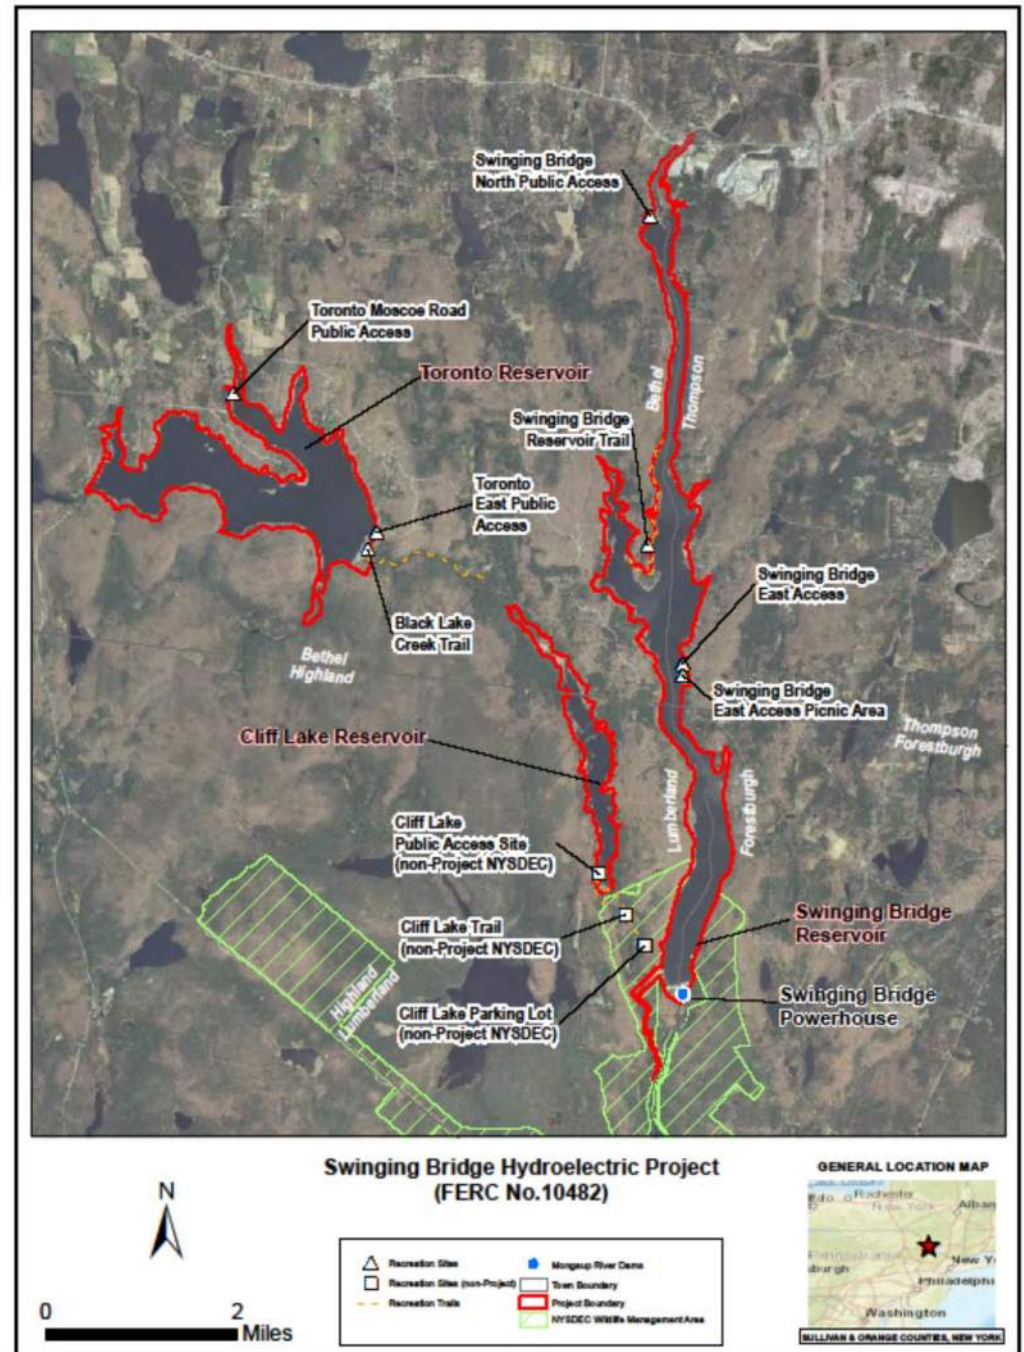 Swinging Bridge
North Public Access
Toronto Moscoe Road
Public Access
Toronto Reservoir
Bethel
Thompson
Swinging Bridge
Reservoir Trail
Toronto
East Public
Access
Swinging Bridge
East Access
Black Lake
Creek Trail
Bethel
Highland
Swinging Bridge
East Access Picnic Area
Thompson
Forestburgh
Cliff Lake Reservoir
Lumberland
Forestburgh
Cliff Lake
Public Access Site
(non-Project NYSDEC)
Swinging Bridge
Reservoir
Cliff Lake Trail
(non-Project NYSDEC)
Highland
Lumberland
Swinging Bridge
Powerhouse
Cliff Lake Parking Lot
(non-Project NYSDEC)
Swinging Bridge Hydroelectric Project
(FERC No.10482)
GENERAL LOCATION MAP
N
Rochester
New York
Alban
Pennsylvania
burgh
New Yo
Philadelphi
Washington
SULLIVAN & ORANGE COUNTIES, NEW YORK
Recreation Sites
Recreation Sites (non-Project)
Recreation Trails
Mongaup River Dams
Town Boundary
Project Boundary
NYSDEC Wildlife Management Area
0 2
Miles